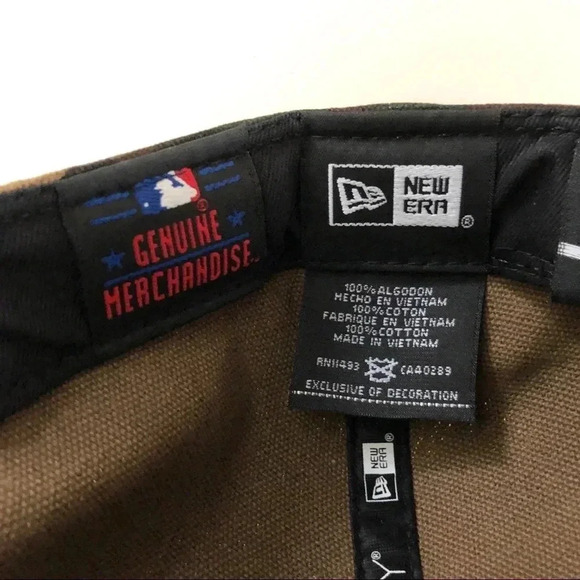 GENUINE
MERCHANDISE™
NEW
ERA®
100% ALGODON
HECHO EN VIETNAM
100% COTON
FABRIQUE EN VIETNAM
100% COTTON
MADE IN VIETNAM
RN11493 CA40289
EXCLUSIVE OF DECORATION
NEW
ERA®
Y®